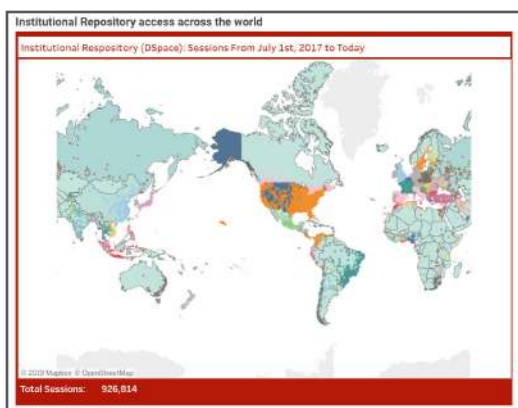 Institutional Repository access across the world
Institutional Respository (DSpace): Sessions From July 1st, 2017 to Today
© 2019 Mapbox © OpenStreetMap
Total Sessions: 926,814